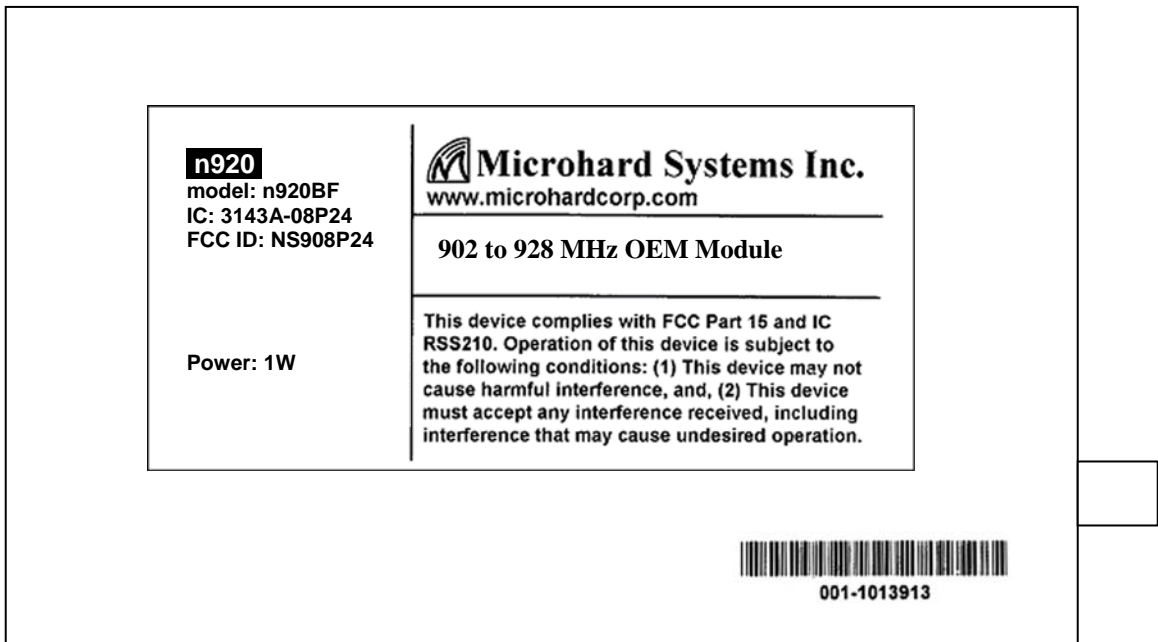 n920
model: n920BF
IC: 3143A-08P24
FCC ID: NS908P24
Power: 1W
Microhard Systems Inc.
www.microhardcorp.com
902 to 928 MHz OEM Module
This device complies with FCC Part 15 and IC
RSS210. Operation of this device is subject to
the following conditions: (1) This device may not
cause harmful interference, and, (2) This device
must accept any interference received, including
interference that may cause undesired operation.
001-1013913